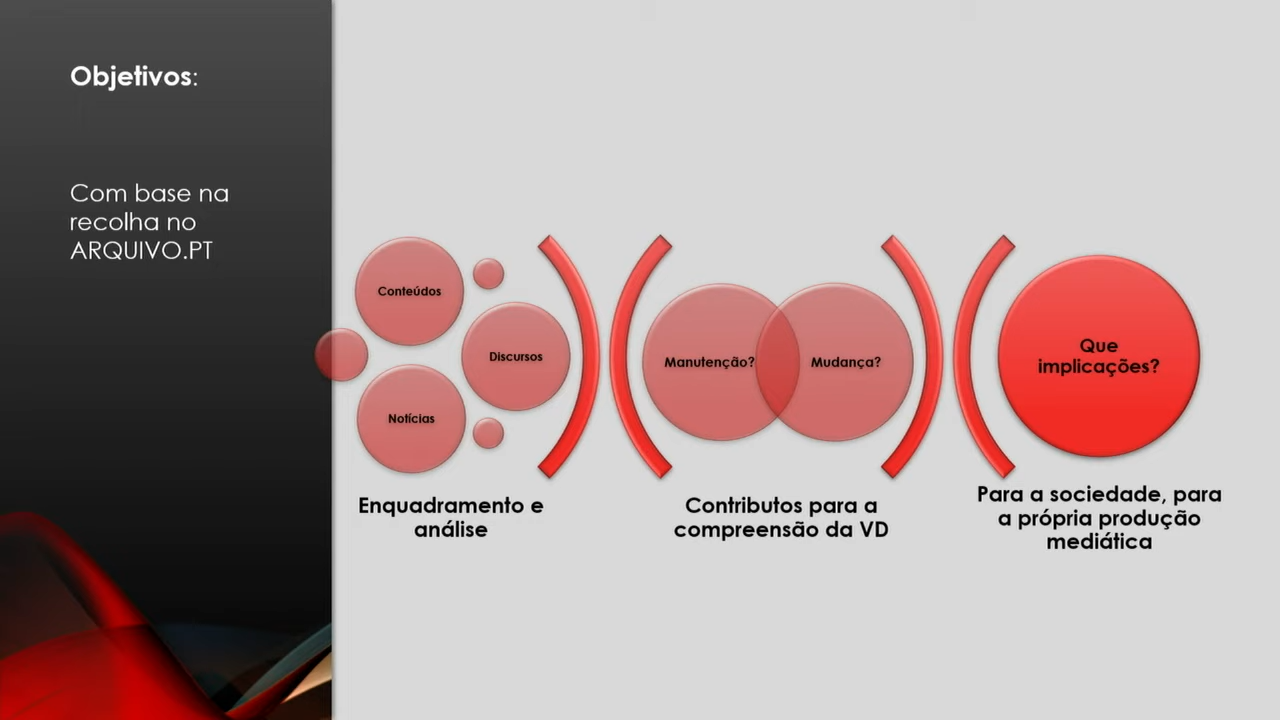 Objetivos:
Com base na
recolha no
ARQUIVO.PT
Conteúdos
Discursos
Notícias
Enquadramento e
análise
Manutenção?
Mudança?
Contributos para a
compreensão da VD
Que
implicações?
Para a sociedade, para
a própria produção
mediática